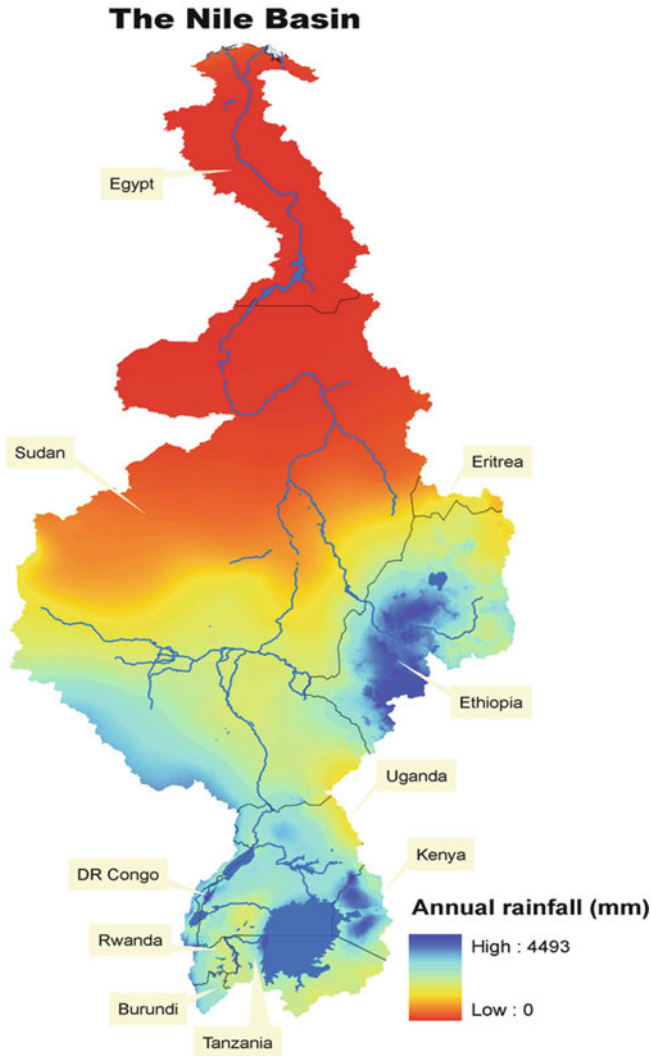 The Nile Basin
Egypt
Sudan
Eritrea
Ethiopia
Uganda
Kenya
DR Congo
Rwanda
Burundi
Tanzania
Annual rainfall (mm)
High : 4493
Low : 0